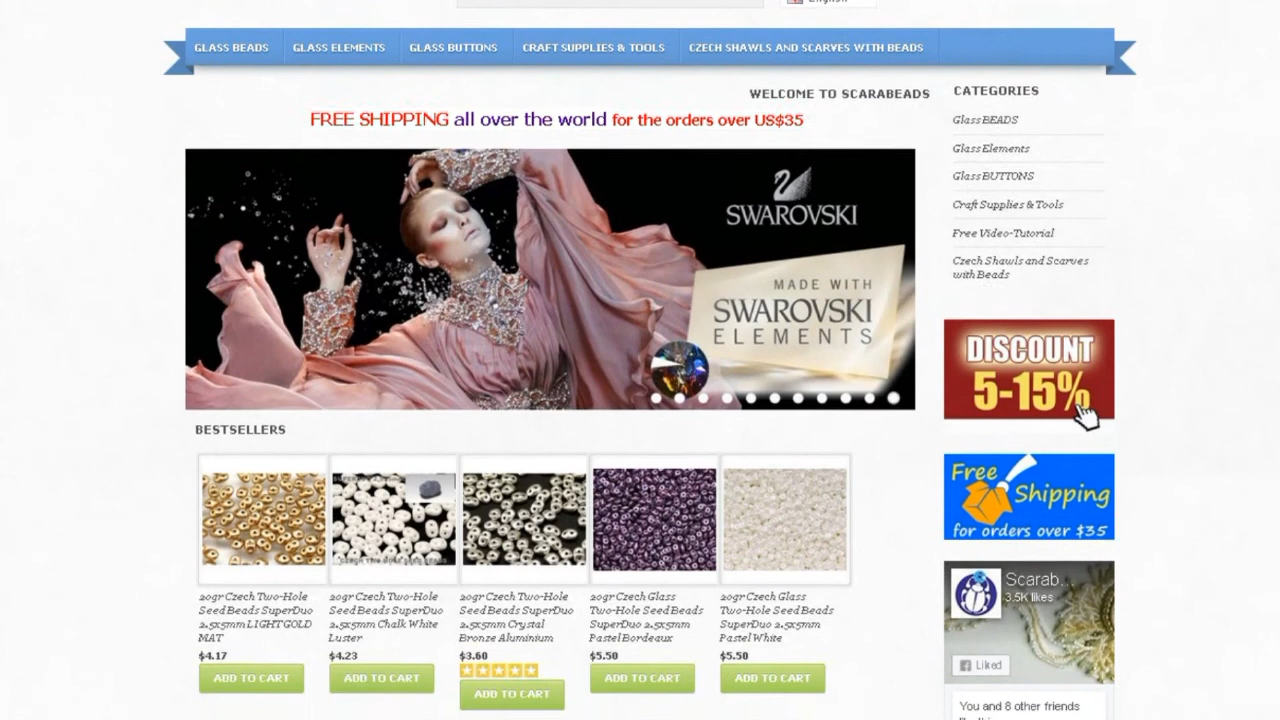 English
GLASS BEADS
GLASS ELEMENTS
GLASS BUTTONS
CRAFT SUPPLIES & TOOLS
CZECH SHAWLS AND SCARVES WITH BEADS
WELCOME TO SCARABEADS
FREE SHIPPING all over the world for the orders over US$35
SWAROVSKI
MADE WITH
SWAROVSKI
ELEMENTS
CATEGORIES
Glass BEADS
Glass Elements
Glass BUTTONS
Craft Supplies & Tools
Free Video-Tutorial
Czech Shawls and Scarves
with Beads
DISCOUNT
5-15%
Free
Shipping
for orders over $35
Scarab...
3.5K likes
Liked
You and 8 other friends
BESTSELLERS
20gr Czech Two-Hole
Seed Beads SuperDuo
2.5x5mm LIGHT GOLD
MAT
$4.17
ADD TO CART
20gr Czech Two-Hole
Seed Beads SuperDuo
2.5x5mm Chalk White
Luster
$4.23
ADD TO CART
20gr Czech Two-Hole
Seed Beads SuperDuo
2.5x5mm Crystal
Bronze Aluminium
$3.60
ADD TO CART
20gr Czech Glass
Two-Hole Seed Beads
SuperDuo 2.5x5mm
Pastel Bordeaux
$5.50
ADD TO CART
20gr Czech Glass
Two-Hole Seed Beads
SuperDuo 2.5x5mm
Pastel White
$5.50
ADD TO CART